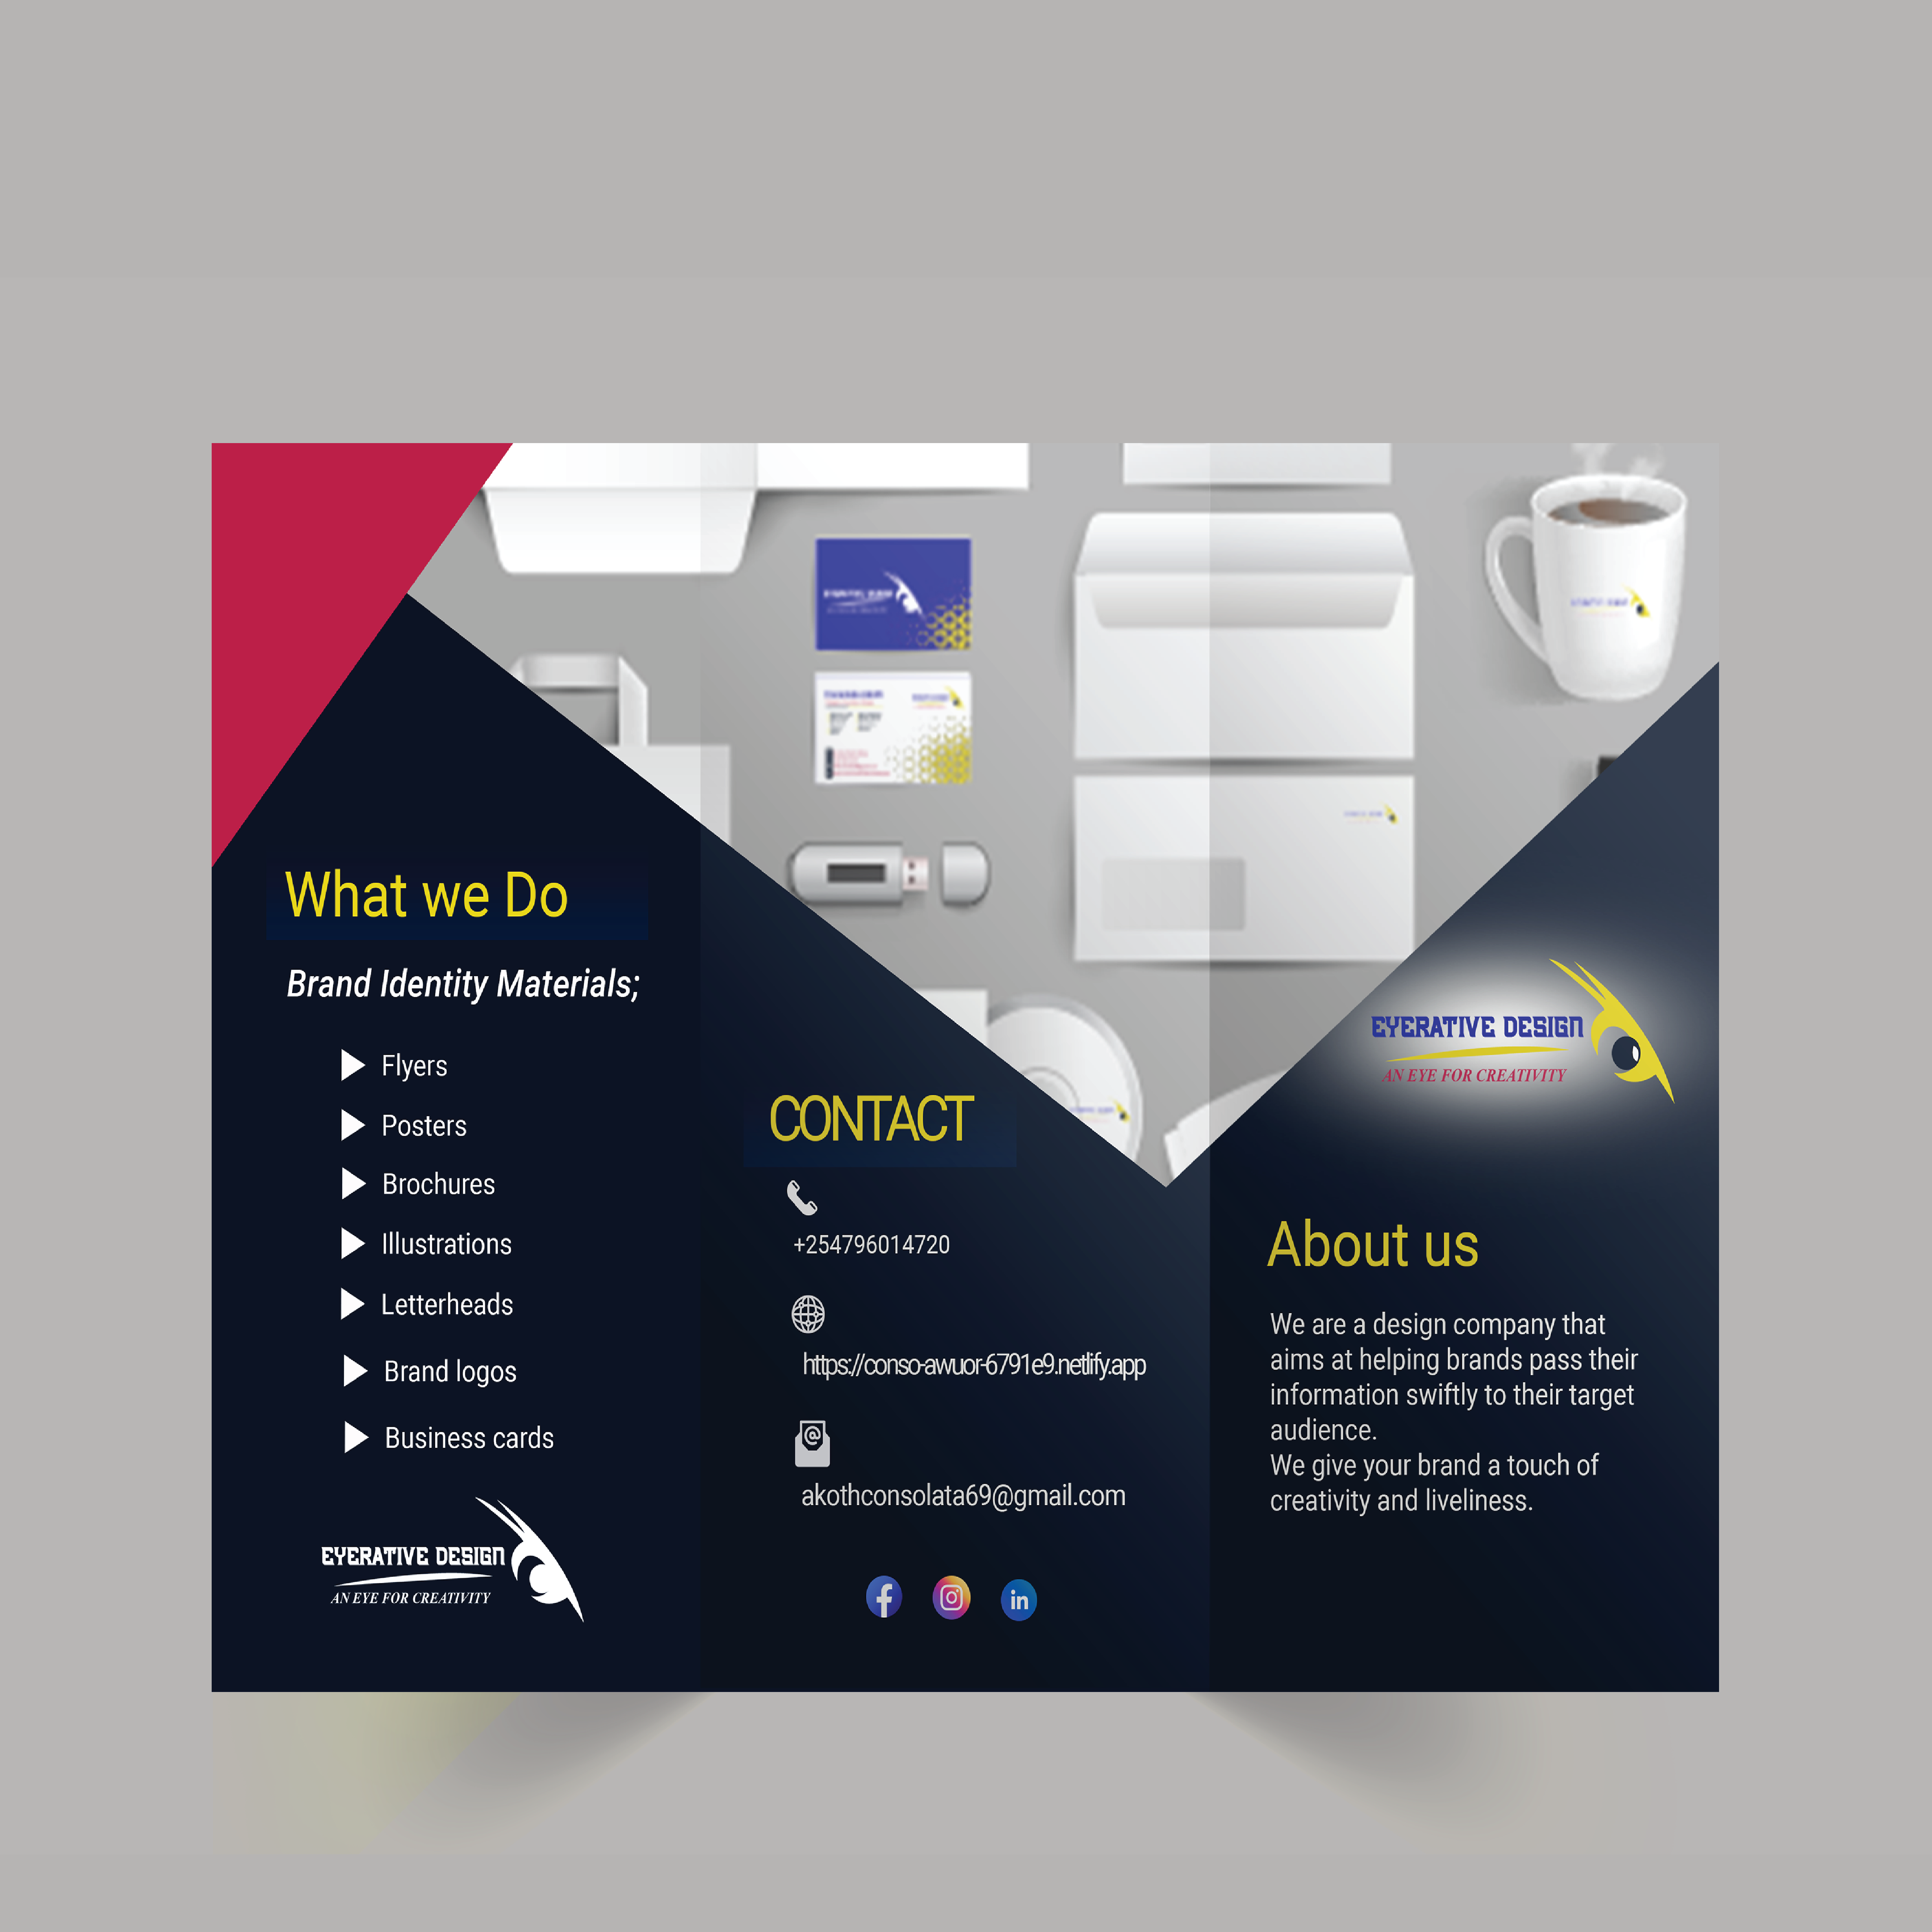 What we Do
Brand Identity Materials;
Flyers
Posters
Brochures
Illustrations
Letterheads
Brand logos
Business cards
EYERATIVE DESIGN
AN EYE FOR CREATIVITY
CONTACT
+254796014720
https://conso-awuor-6791e9.netlify.app
akothconsolata69@gmail.com
EYERATIVE DESIGN
AN EYE FOR CREATIVITY
About us
We are a design company that
aims at helping brands pass their
information swiftly to their target
audience.
We give your brand a touch of
creativity and liveliness.